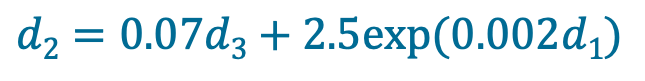 d₂ = 0.07d₃ + 2.5exp(0.002d₁)